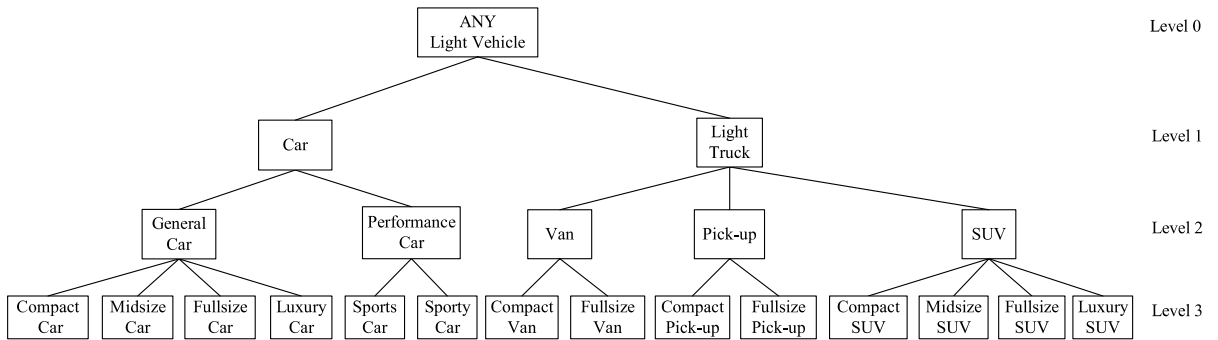 ANY
Light Vehicle
Level 0
Car
Light
Truck
Level 1
General
Car
Performance
Car
Van
Pick-up
SUV
Level 2
Compact
Car
Midsize
Car
Fullsize
Car
Luxury
Car
Sports
Car
Sporty
Car
Compact
Van
Fullsize
Van
Compact
Pick-up
Fullsize
Pick-up
Compact
SUV
Midsize
SUV
Fullsize
SUV
Luxury
SUV
Level 3